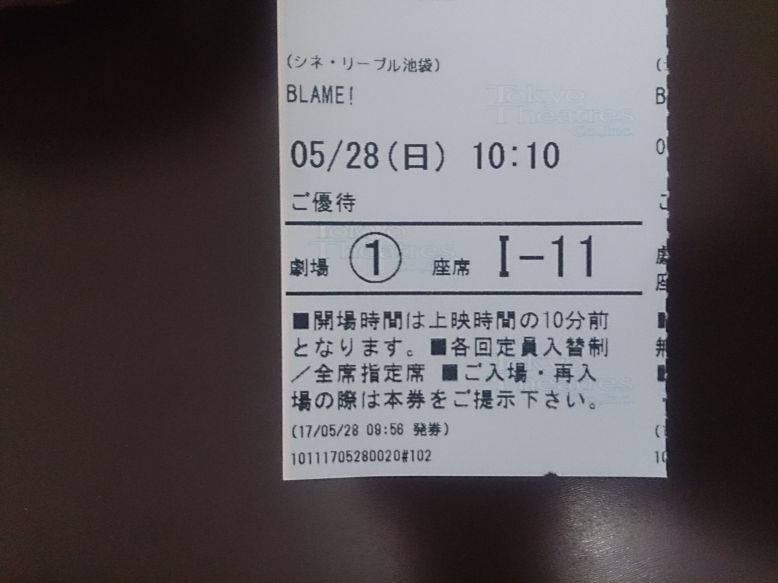 (シネ・リーブル池袋)
BLAME!
05/28(日) 10:10
ご優待
劇場 ① 座席 I-11
■開場時間は上映時間の10分前
となります。■各回定員入替制
/全席指定席 ■ご入場・再入
場の際は本券をご提示下さい。
(17/05/28 09:56 発券)
10111705280020#102
Tokyo
Theatres
Co.,Inc.